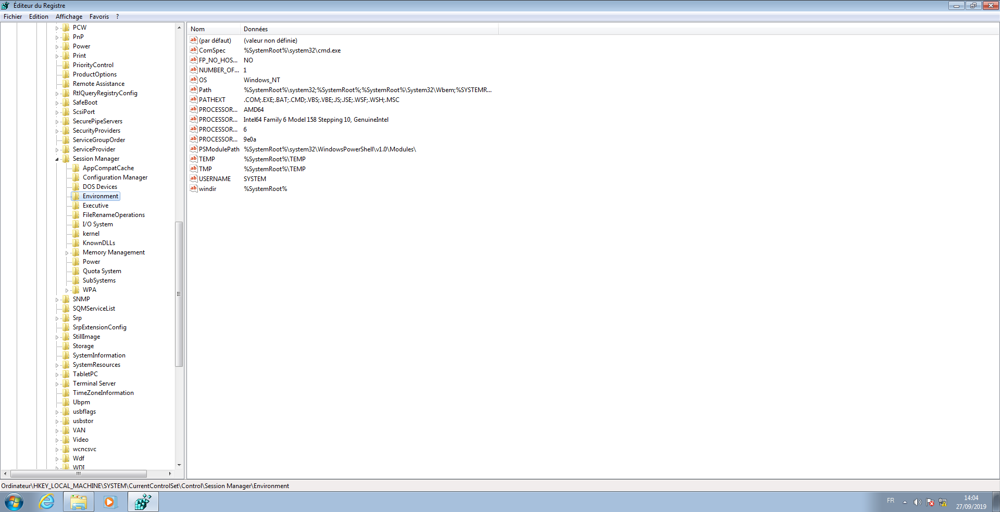 Éditeur du Registre
Fichier Edition Affichage Favoris ?
PCW
PnP
Power
Print
PriorityControl
ProductOptions
Remote Assistance
RtlQueryRegistryConfig
SafeBoot
ScsiPort
SecurePipeServers
SecurityProviders
ServiceGroupOrder
ServiceProvider
Session Manager
AppCompatCache
Configuration Manager
DOS Devices
Environment
Executive
FileRenameOperations
I/O System
kernel
KnownDLLs
Memory Management
Power
Quota System
SubSystems
WPA
SNMP
SQMServiceList
Srp
SrpExtensionConfig
StillImage
Storage
SystemInformation
SystemResources
TabletPC
Terminal Server
TimeZoneInformation
Ubpm
usbflags
usbstor
VAN
Video
wcncsvc
Wdf
WDI
Nom Données
(par défaut) (valeur non définie)
ComSpec %SystemRoot%\system32\cmd.exe
FP_NO_HOS... NO
NUMBER_OF... 1
OS Windows_NT
Path %SystemRoot%\system32;%SystemRoot%;%SystemRoot%\System32\Wbem;%SYSTEMR...
PATHEXT .COM;.EXE;.BAT;.CMD;.VBS;.VBE;.JS;.JSE;.WSF;.WSH;.MSC
PROCESSOR... AMD64
PROCESSOR... Intel64 Family 6 Model 158 Stepping 10, GenuineIntel
PROCESSOR... 6
PROCESSOR... 9e0a
PSModulePath %SystemRoot%\system32\WindowsPowerShell\v1.0\Modules\
TEMP %SystemRoot%\TEMP
TMP %SystemRoot%\TEMP
USERNAME SYSTEM
windir %SystemRoot%
Ordinateur\HKEY_LOCAL_MACHINE\SYSTEM\CurrentControlSet\Control\Session Manager\Environment
FR
14:04
27/09/2019